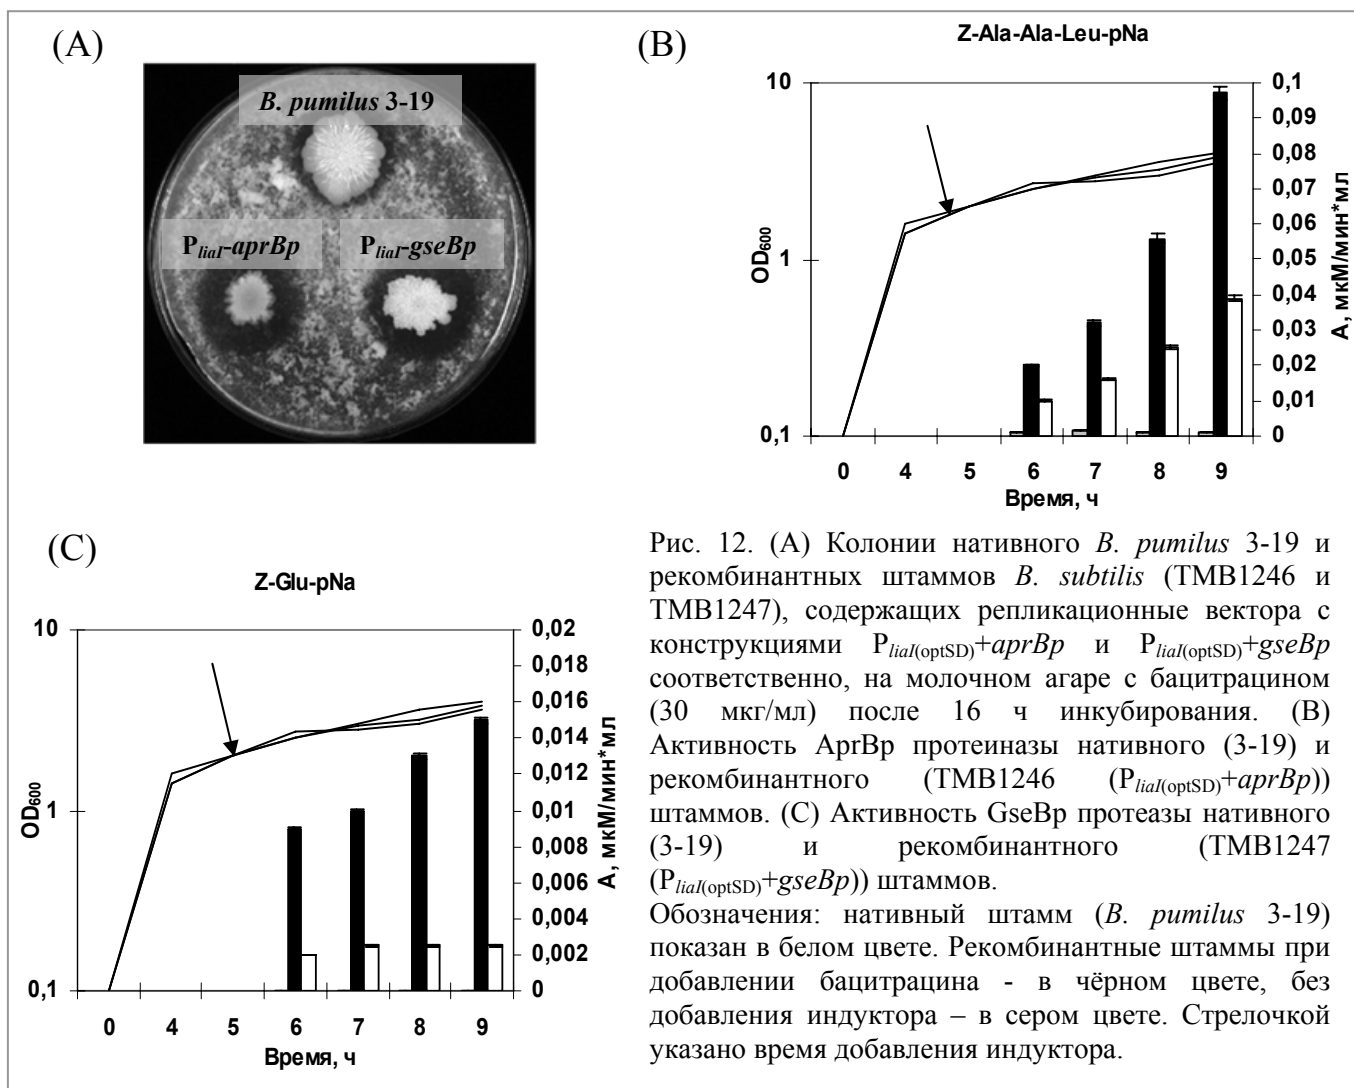 (A)
B. pumilus 3-19
PliaI-aprBp
PliaI-gseBp
(B)
Z-Ala-Ala-Leu-pNa
OD600
10
1
0,1
0,1
0,09
0,08
0,07
0,06
0,05
0,04
0,03
0,02
0,01
0
А, мкМ/мин*мл
0 4 5 6 7 8 9
Время, ч
(C)
Z-Glu-pNa
OD600
10
1
0,1
0,02
0,018
0,016
0,014
0,012
0,01
0,008
0,006
0,004
0,002
0
А, мкМ/мин*мл
0 4 5 6 7 8 9
Время, ч
Рис. 12. (А) Колонии нативного B. pumilus 3-19 и
рекомбинантных штаммов B. subtilis (TMB1246 и
TMB1247), содержащих репликационные вектора с
конструкциями PliaI(optSD)+aprBp и PliaI(optSD)+gseBp
соответственно, на молочном агаре с бацитрацином
(30 мкг/мл) после 16 ч инкубирования. (B)
Активность AprBp протеиназы нативного (3-19) и
рекомбинантного (TMB1246 (PliaI(optSD)+aprBp))
штаммов. (C) Активность GseBp протеазы нативного
(3-19) и рекомбинантного (TMB1247
(PliaI(optSD)+gseBp)) штаммов.
Обозначения: нативный штамм (B. pumilus 3-19)
показан в белом цвете. Рекомбинантные штаммы при
добавлении бацитрацина - в чёрном цвете, без
добавления индуктора – в сером цвете. Стрелочкой
указано время добавления индуктора.